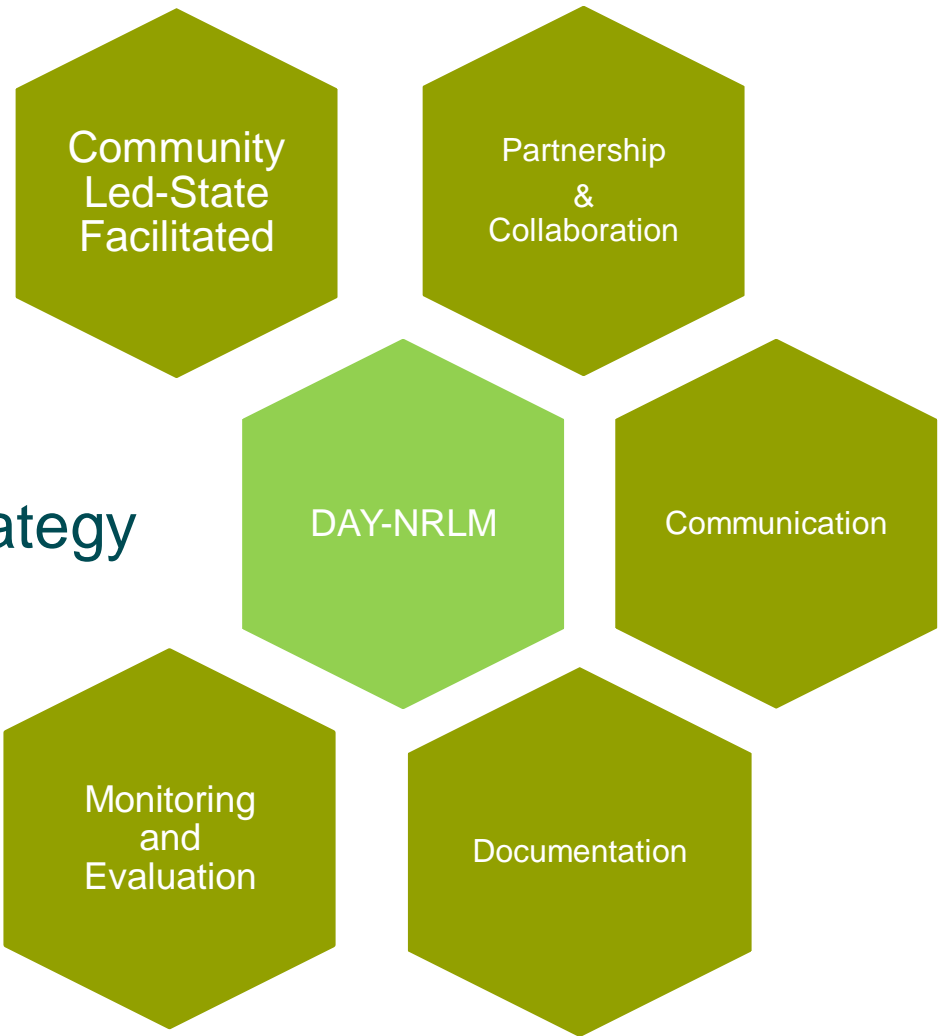 Community
Led-State
Facilitated
Partnership
&
Collaboration
ategy
DAY-NRLM
Communication
Monitoring
and
Evaluation
Documentation